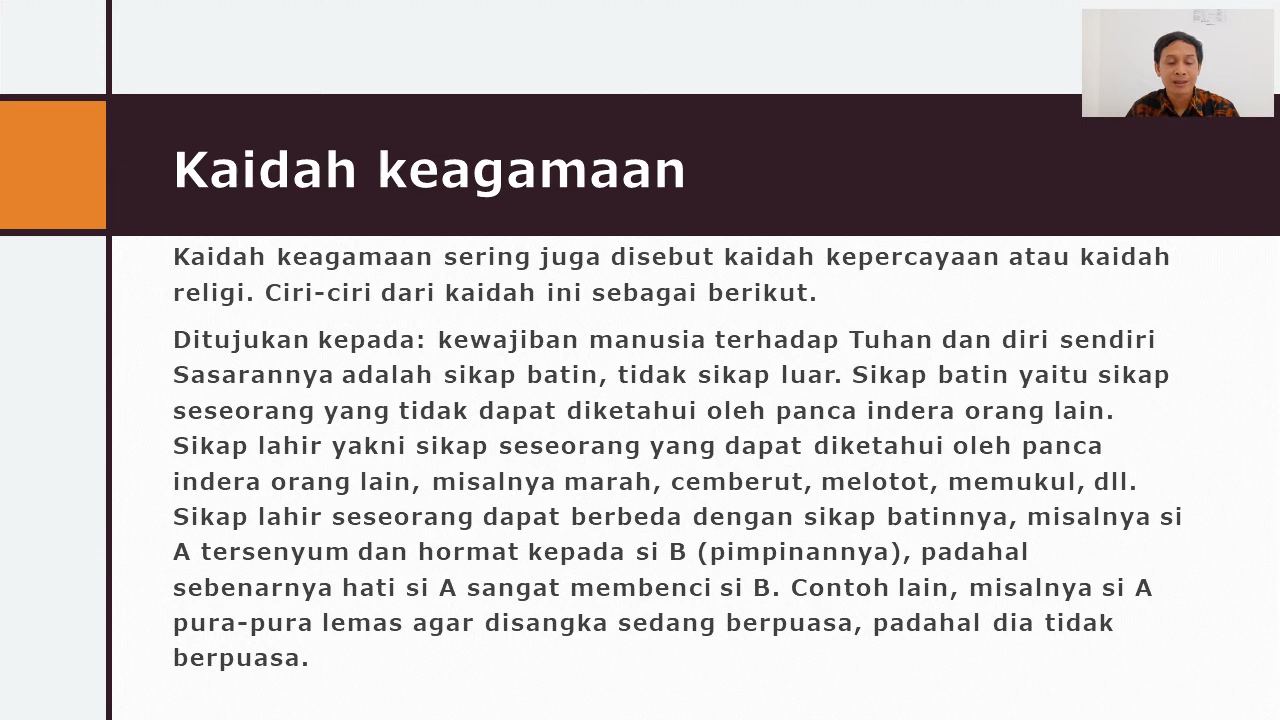 Kaidah keagamaan
Kaidah keagamaan sering juga disebut kaidah kepercayaan atau kaidah
religi. Ciri-ciri dari kaidah ini sebagai berikut.
Ditujukan kepada: kewajiban manusia terhadap Tuhan dan diri sendiri
Sasarannya adalah sikap batin, tidak sikap luar. Sikap batin yaitu sikap
seseorang yang tidak dapat diketahui oleh panca indera orang lain.
Sikap lahir yakni sikap seseorang yang dapat diketahui oleh panca
indera orang lain, misalnya marah, cemberut, melotot, memukul, dll.
Sikap lahir seseorang dapat berbeda dengan sikap batinnya, misalnya si
A tersenyum dan hormat kepada si B (pimpinannya), padahal
sebenarnya hati si A sangat membenci si B. Contoh lain, misalnya si A
pura-pura lemas agar disangka sedang berpuasa, padahal dia tidak
berpuasa.